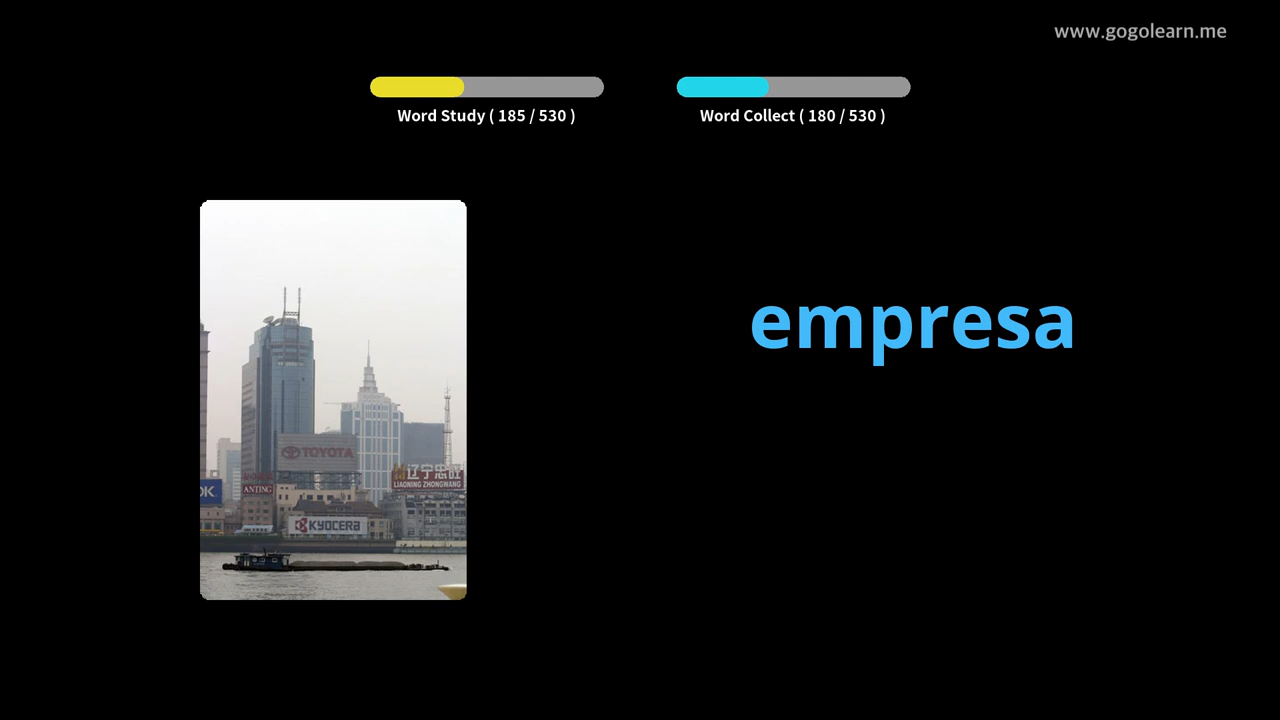 www.gogolearn.me
Word Study ( 185 / 530 )
Word Collect ( 180 / 530 )
empresa
TOYOTA
辽宁忠旺
LIAONING ZHONGWANG
ANTING
OK
KYOCERA